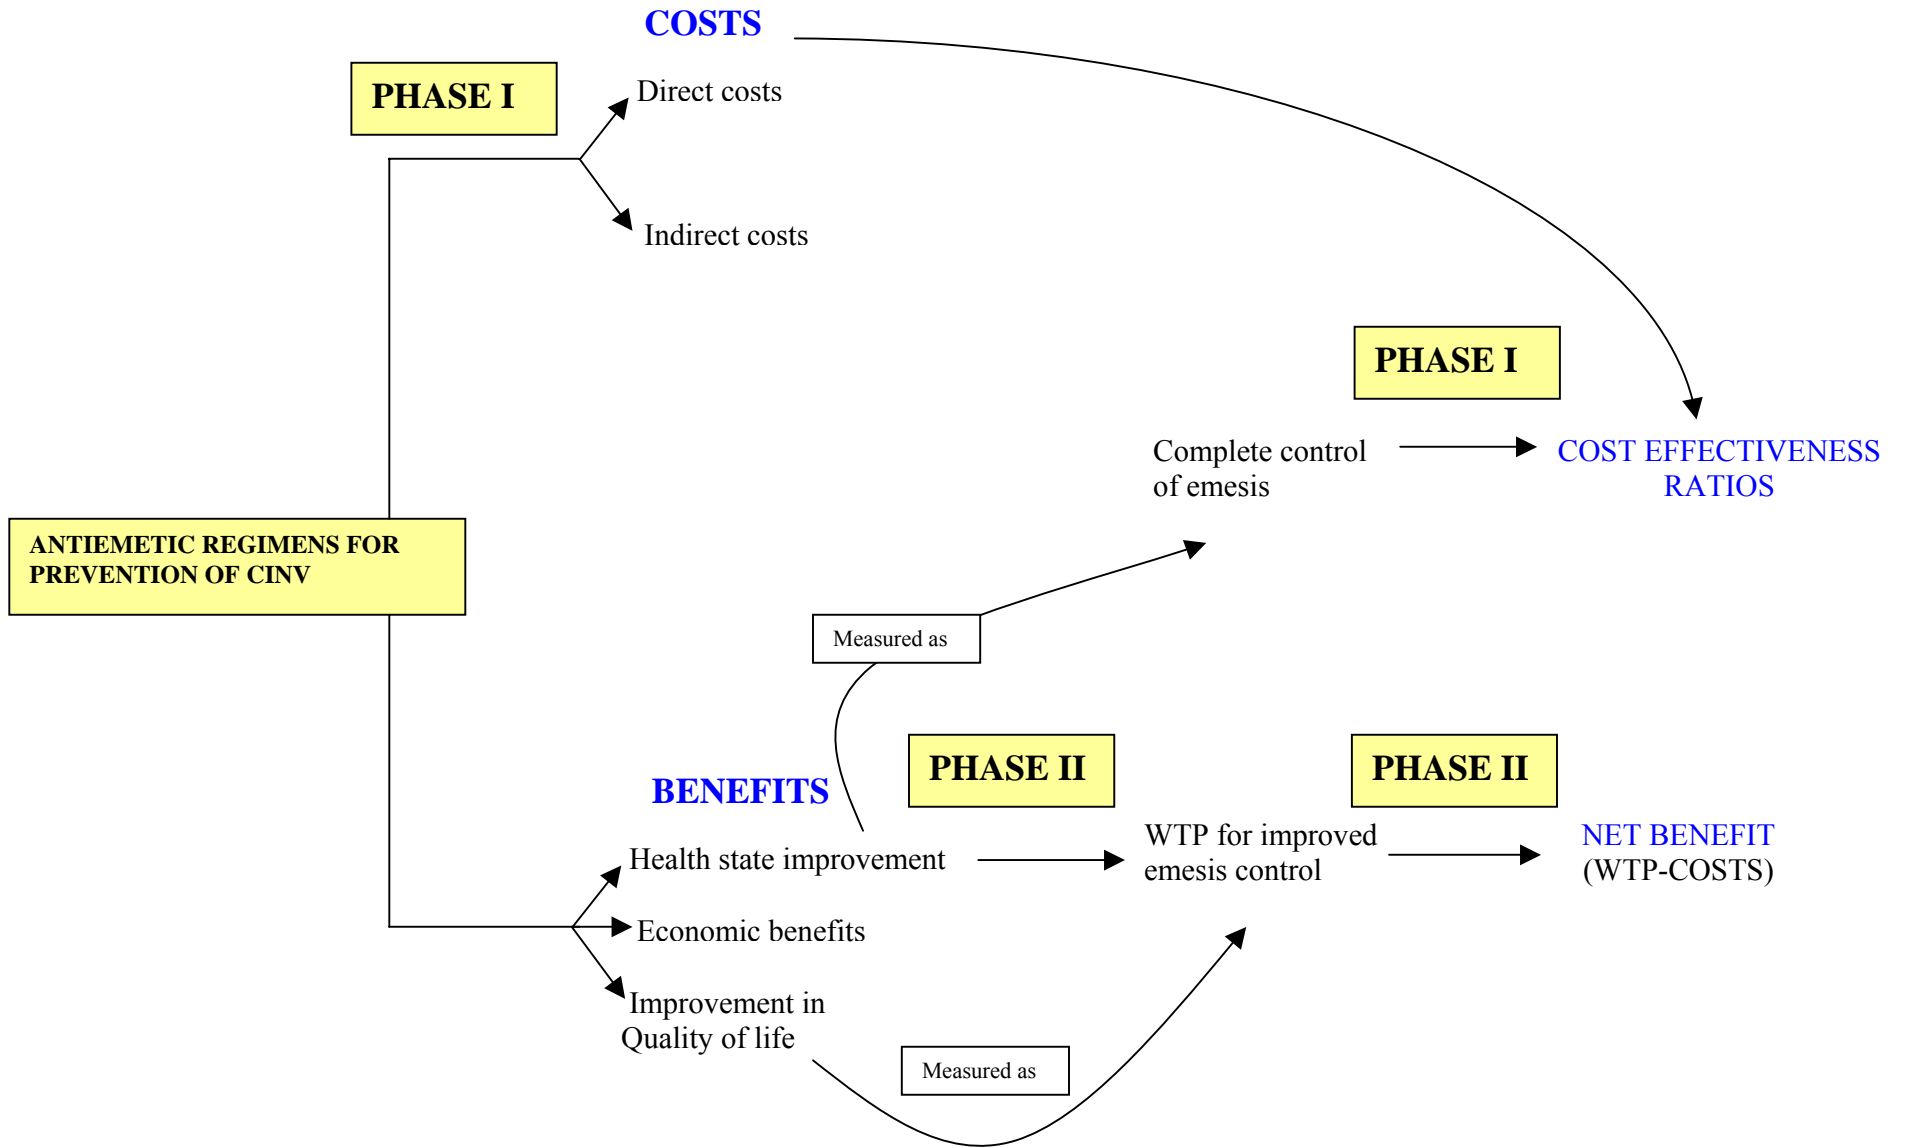 COSTS
PHASE I
Direct costs
Indirect costs
PHASE I
Complete control
of emesis
COST EFFECTIVENESS
RATIOS
ANTIEMETIC REGIMENS FOR
PREVENTION OF CINV
Measured as
BENEFITS
PHASE II
PHASE II
Health state improvement
WTP for improved
emesis control
NET BENEFIT
(WTP-COSTS)
Economic benefits
Improvement in
Quality of life
Measured as